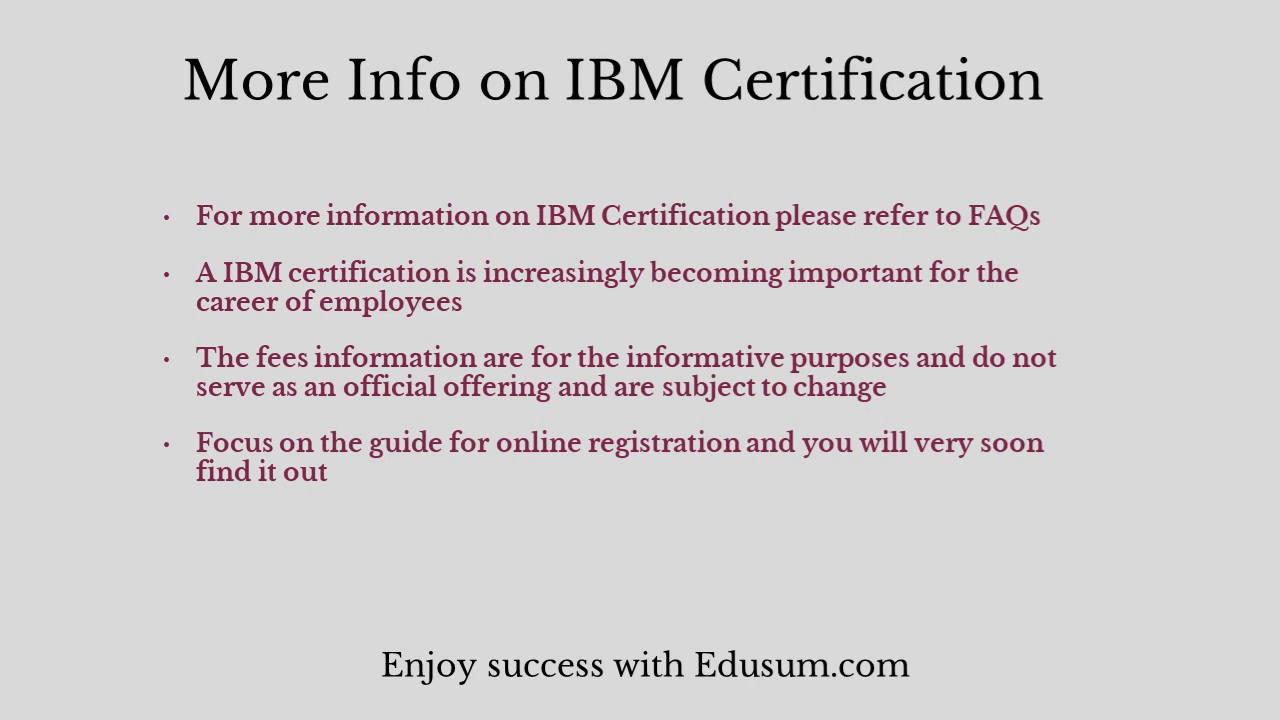 More Info on IBM Certification
• For more information on IBM Certification please refer to FAQs
• A IBM certification is increasingly becoming important for the
career of employees
• The fees information are for the informative purposes and do not
serve as an official offering and are subject to change
• Focus on the guide for online registration and you will very soon
find it out
Enjoy success with Edusum.com